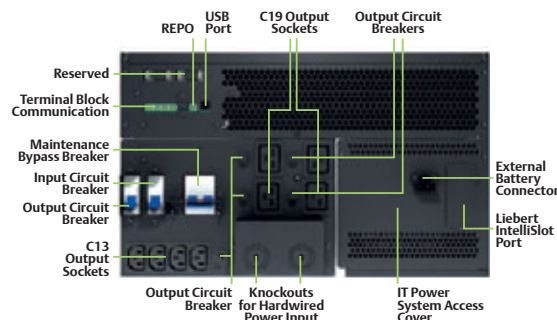 REPO
USB
Port
C19 Output
Sockets
Output Circuit
Breakers
Reserved
Terminal Block
Communication
Maintenance
Bypass Breaker
Input Circuit
Breaker
Output Circuit
Breaker
C13
Output
Sockets
Output Circuit
Breaker
Knockouts
for Hardwired
Power Input
IT Power
System Access
Cover
External
Battery
Connector
Liebert
IntelliSlot
Port